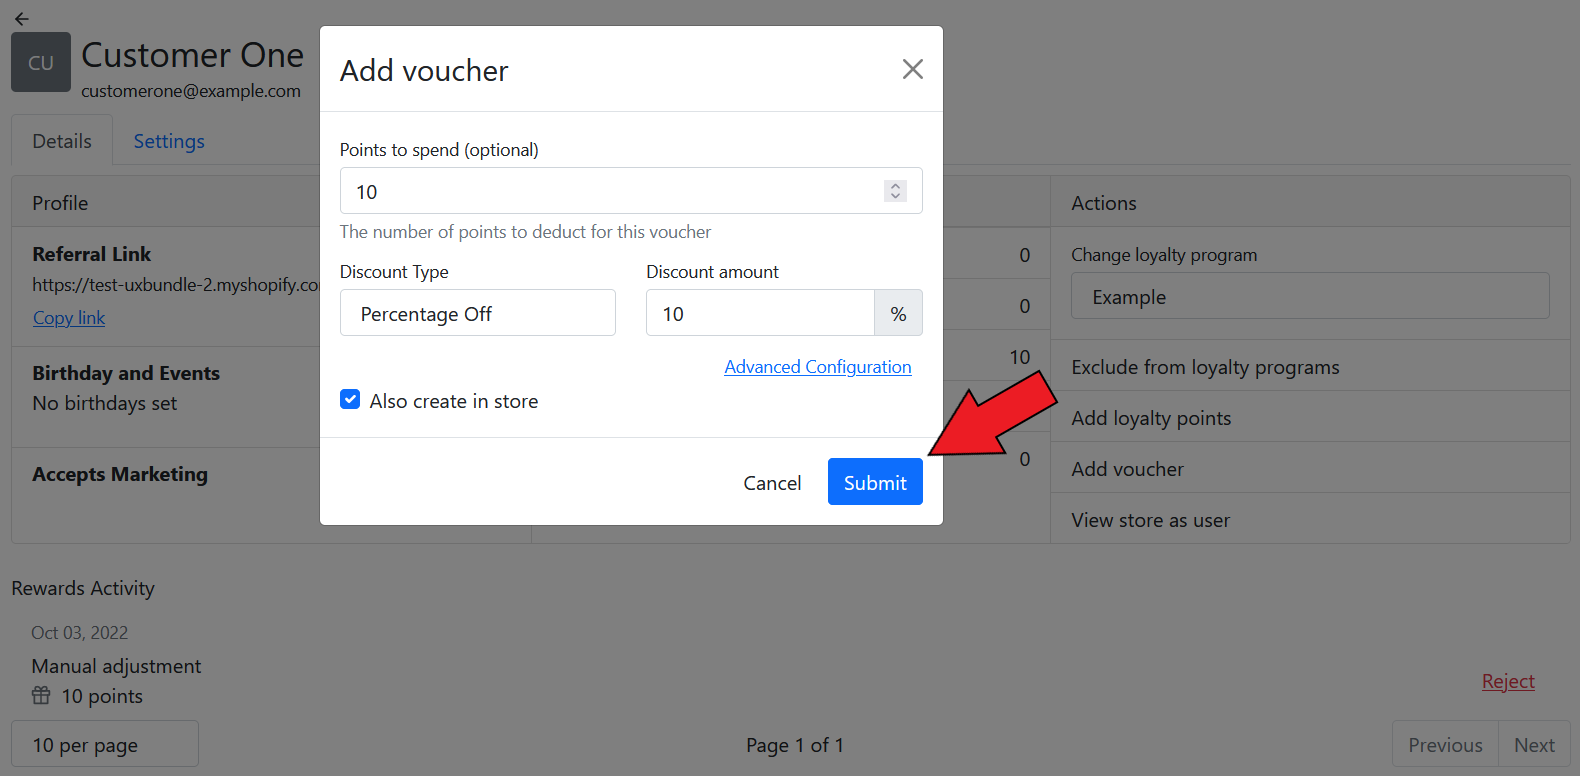 CU
Customer One
customerone@example.com
Details
Settings
Profile
Referral Link
https://test-uxbundle-2.myshopify.co
Copy link
Birthday and Events
No birthdays set
Accepts Marketing
Add voucher
Points to spend (optional)
10
The number of points to deduct for this voucher
Discount Type
Discount amount
Percentage Off
10
%
Advanced Configuration
Also create in store
Cancel
Submit
0
0
10
0
Actions
Change loyalty program
Example
Exclude from loyalty programs
Add loyalty points
Add voucher
View store as user
Rewards Activity
Oct 03, 2022
Manual adjustment
10 points
Reject
10 per page
Page 1 of 1
Previous
Next